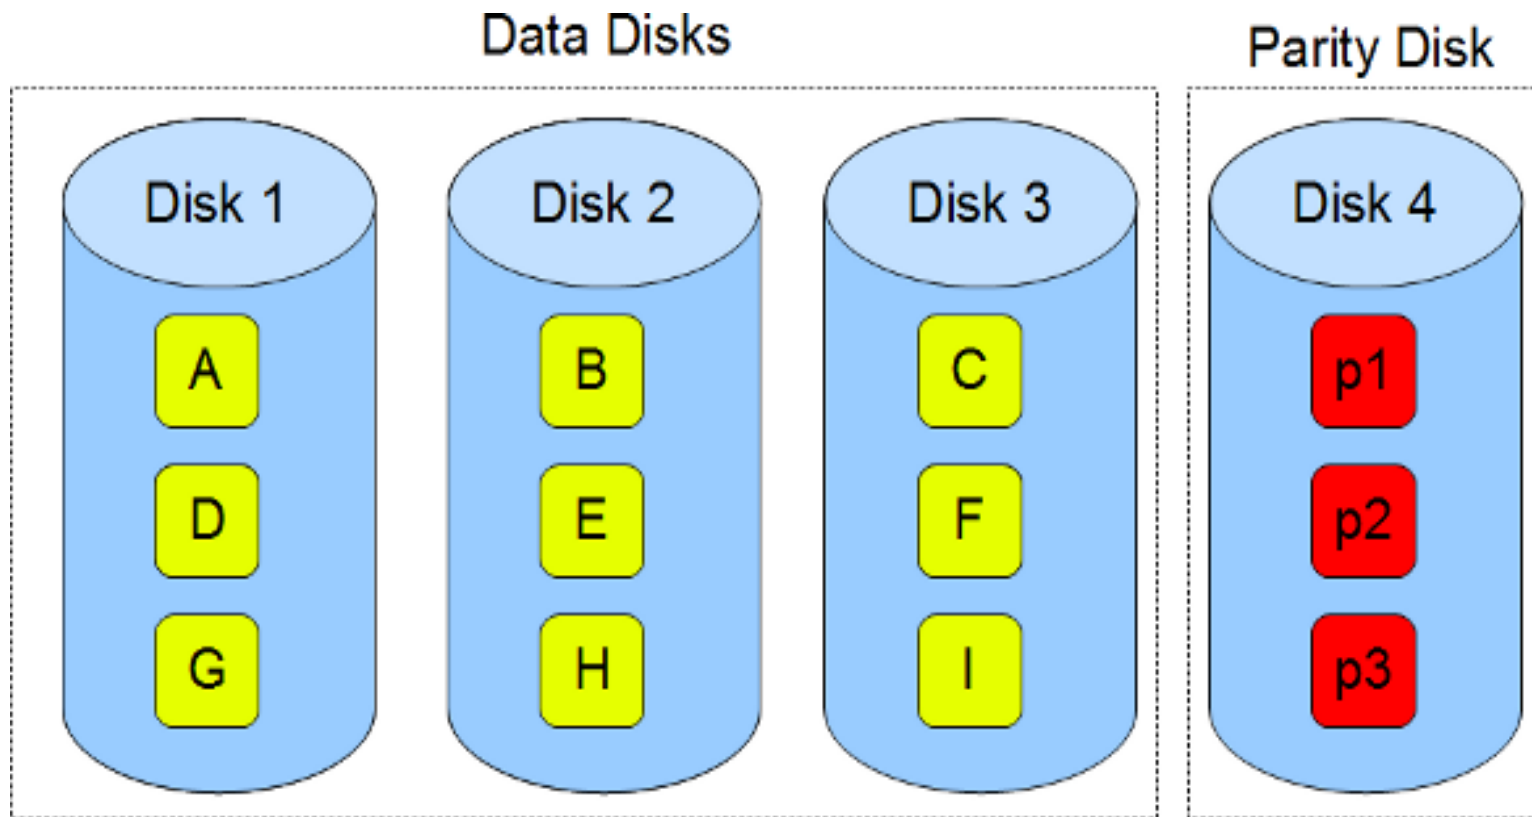 Data Disks
Parity Disk
Disk 1 Disk 2 Disk 3 Disk 4
A B C p1
D E F p2
G H I p3